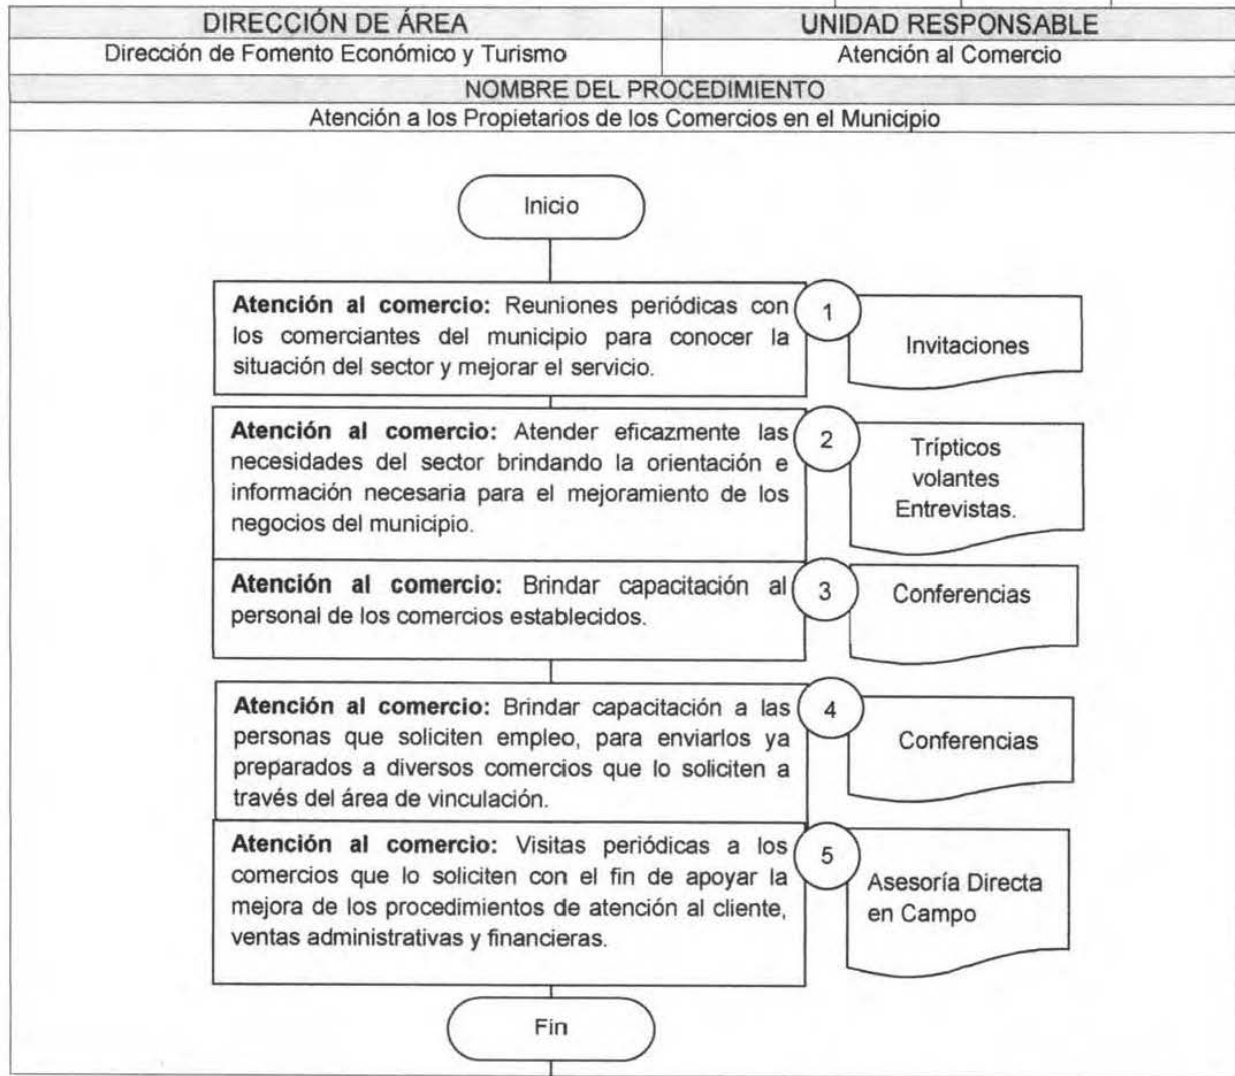 DIRECCIÓN DE ÁREA
UNIDAD RESPONSABLE
Dirección de Fomento Económico y Turismo
Atención al Comercio
NOMBRE DEL PROCEDIMIENTO
Atención a los Propietarios de los Comercios en el Municipio
Inicio
Atención al comercio: Reuniones periódicas con
los comerciantes del municipio para conocer la
situación del sector y mejorar el servicio.
1
Invitaciones
Atención al comercio: Atender eficazmente las
necesidades del sector brindando la orientación e
información necesaria para el mejoramiento de los
negocios del municipio.
2
Trípticos
volantes
Entrevistas.
Atención al comercio: Brindar capacitación al
personal de los comercios establecidos.
3
Conferencias
Atención al comercio: Brindar capacitación a las
personas que soliciten empleo, para enviarlos ya
preparados a diversos comercios que lo soliciten a
través del área de vinculación.
4
Conferencias
Atención al comercio: Visitas periódicas a los
comercios que lo soliciten con el fin de apoyar la
mejora de los procedimientos de atención al cliente,
ventas administrativas y financieras.
5
Asesoría Directa
en Campo
Fin